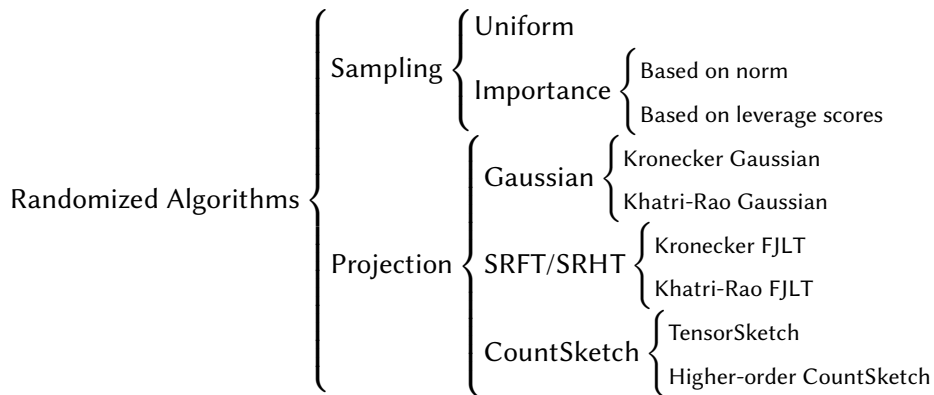 Randomized Algorithms
Sampling
Uniform
Importance
Based on norm
Based on leverage scores
Projection
Gaussian
Kronecker Gaussian
Khatri-Rao Gaussian
SRFT/SRHT
Kronecker FJLT
Khatri-Rao FJLT
CountSketch
TensorSketch
Higher-order CountSketch